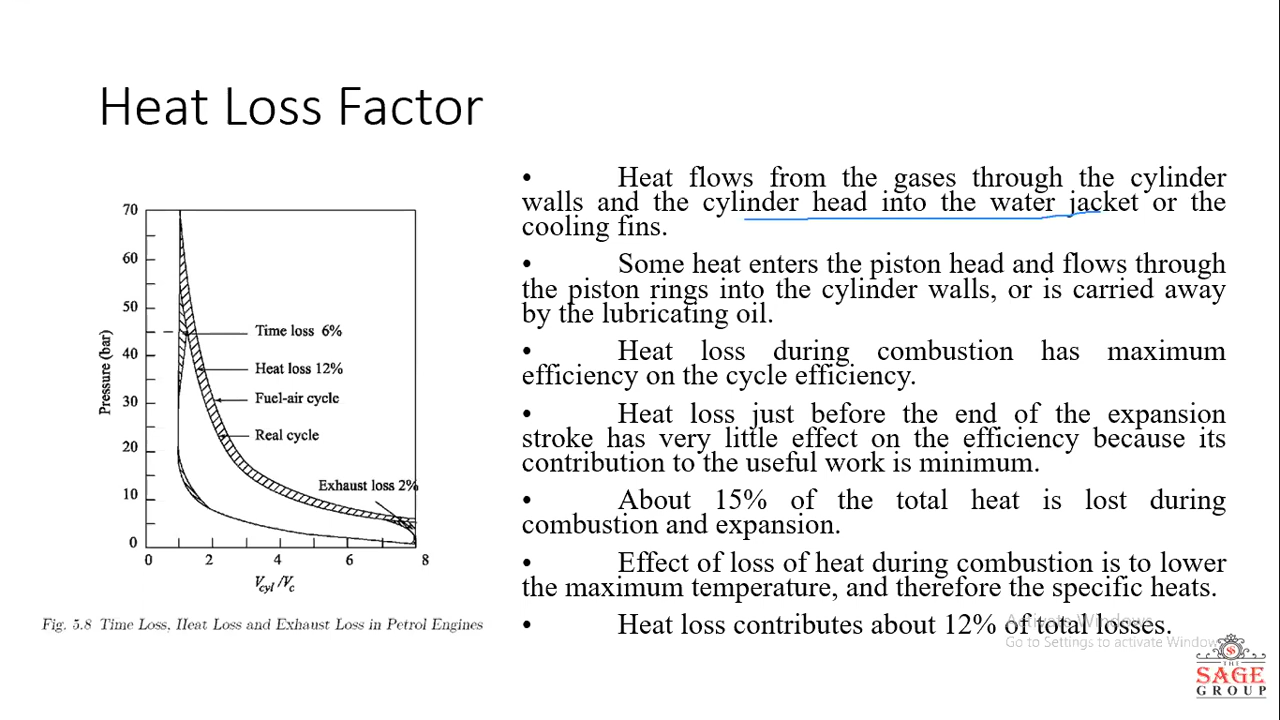 Heat Loss Factor
• Heat flows from the gases through the cylinder
walls and the cylinder head into the water jacket or the
cooling fins.
• Some heat enters the piston head and flows through
the piston rings into the cylinder walls, or is carried away
by the lubricating oil.
• Heat loss during combustion has maximum
efficiency on the cycle efficiency.
• Heat loss just before the end of the expansion
stroke has very little effect on the efficiency because its
contribution to the useful work is minimum.
• About 15% of the total heat is lost during
combustion and expansion.
• Effect of loss of heat during combustion is to lower
the maximum temperature, and therefore the specific heats.
• Heat loss contributes about 12% of total losses.
70
60
50
40
30
20
10
0
Pressure (bar)
Time loss 6%
Heat loss 12%
Fuel-air cycle
Real cycle
Exhaust loss 2%
0 2 4 6 8
Vcyl /Vc
Fig. 5.8 Time Loss, Heat Loss and Exhaust Loss in Petrol Engines
Activate Windows
Go to Settings to activate Window
THE
SAGE
GROUP